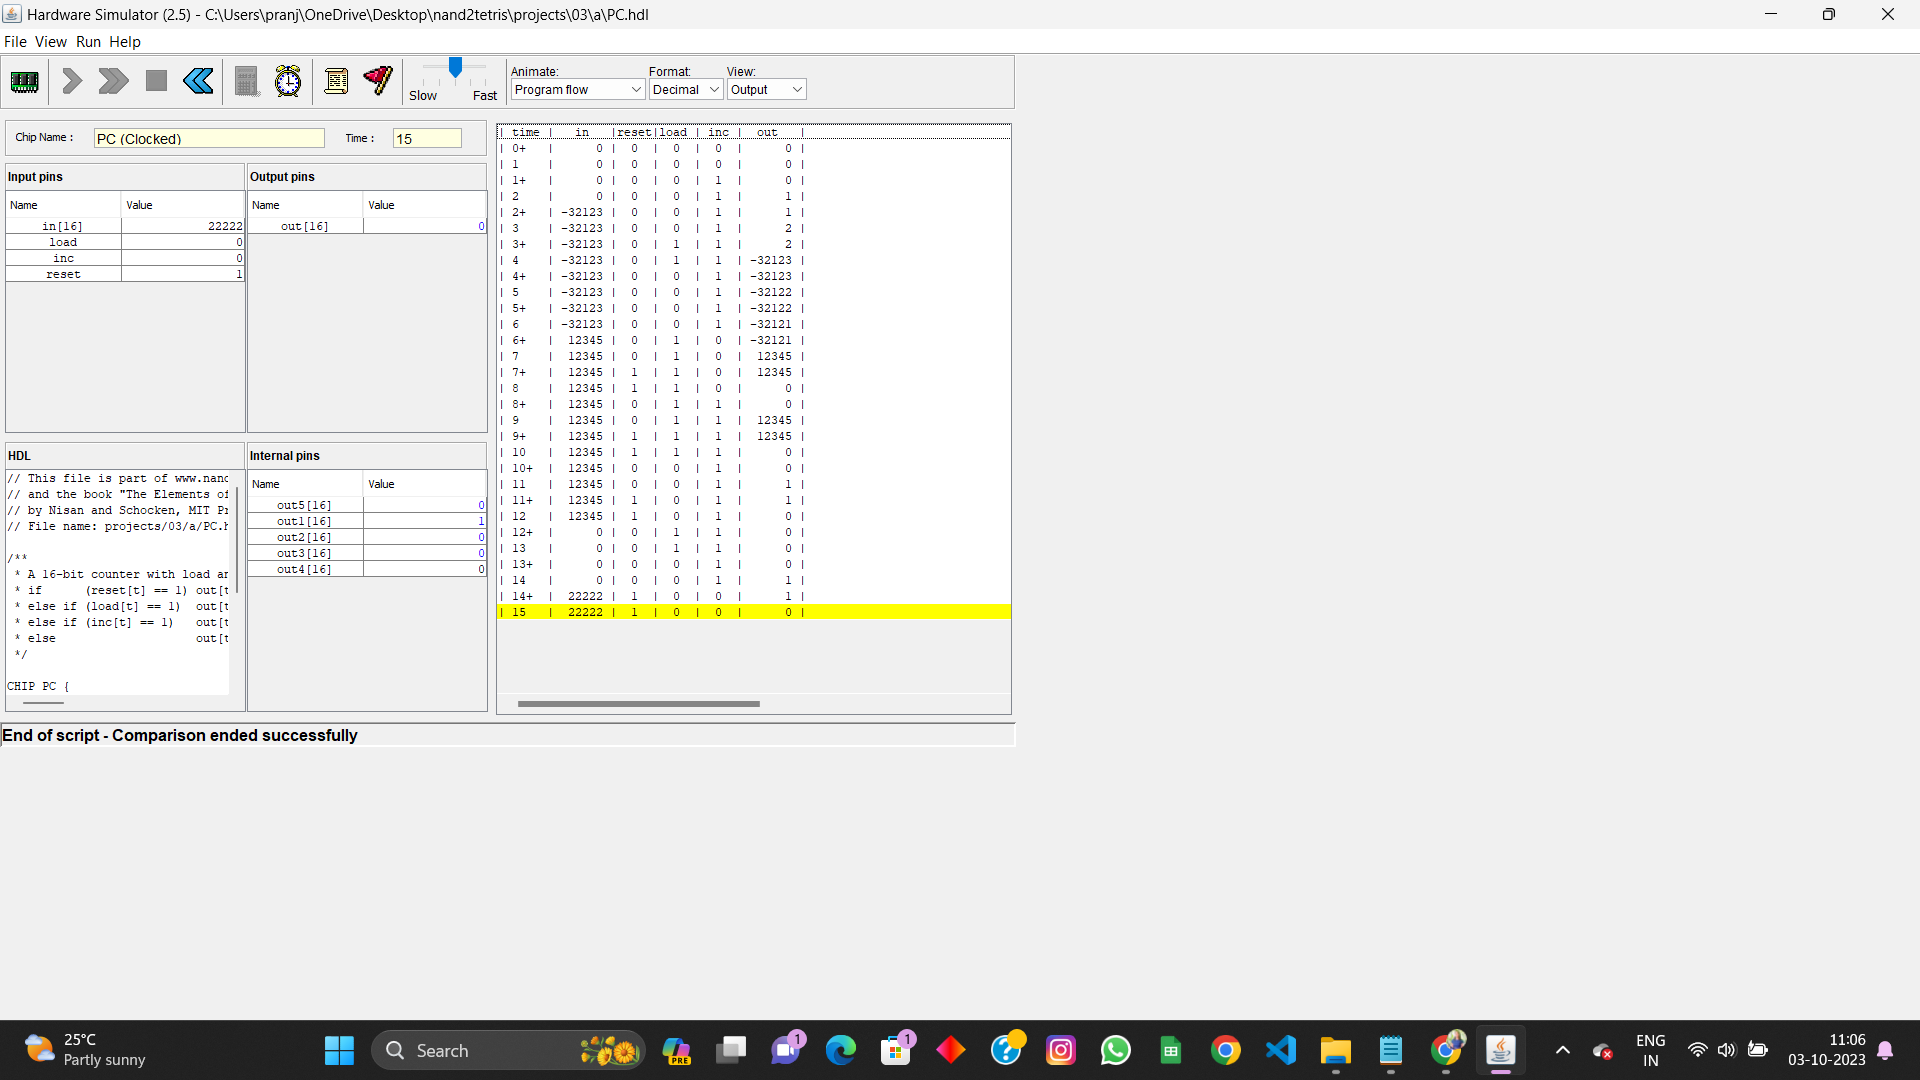 Hardware Simulator (2.5) - C:\Users\pranj\OneDrive\Desktop\nand2tetris\projects\03\a\PC.hdl
File View Run Help
Slow Fast
Animate: Format: View:
Program flow Decimal Output
Chip Name : PC (Clocked) Time : 15
Input pins
Name Value
in[16] 22222
load 0
inc 0
reset 1
Output pins
Name Value
out[16] 0
HDL
// This file is part of www.nand
// and the book "The Elements of
// by Nisan and Schocken, MIT Pr
// File name: projects/03/a/PC.h
/**
* A 16-bit counter with load an
* if (reset[t] == 1) out[t
* else if (load[t] == 1) out[t
* else if (inc[t] == 1) out[t
* else out[t
*/
CHIP PC {
Internal pins
Name Value
out5[16] 0
out1[16] 1
out2[16] 0
out3[16] 0
out4[16] 0
| time | in |reset|load | inc | out |
| 0+ | 0 | 0 | 0 | 0 | 0 |
| 1 | 0 | 0 | 0 | 0 | 0 |
| 1+ | 0 | 0 | 0 | 1 | 0 |
| 2 | 0 | 0 | 0 | 1 | 1 |
| 2+ | -32123 | 0 | 0 | 1 | 1 |
| 3 | -32123 | 0 | 0 | 1 | 2 |
| 3+ | -32123 | 0 | 1 | 1 | 2 |
| 4 | -32123 | 0 | 1 | 1 | -32123 |
| 4+ | -32123 | 0 | 0 | 1 | -32123 |
| 5 | -32123 | 0 | 0 | 1 | -32122 |
| 5+ | -32123 | 0 | 0 | 1 | -32122 |
| 6 | -32123 | 0 | 0 | 1 | -32121 |
| 6+ | 12345 | 0 | 1 | 0 | -32121 |
| 7 | 12345 | 0 | 1 | 0 | 12345 |
| 7+ | 12345 | 1 | 1 | 0 | 12345 |
| 8 | 12345 | 1 | 1 | 0 | 0 |
| 8+ | 12345 | 0 | 1 | 1 | 0 |
| 9 | 12345 | 0 | 1 | 1 | 12345 |
| 9+ | 12345 | 1 | 1 | 1 | 12345 |
| 10 | 12345 | 1 | 1 | 1 | 0 |
| 10+ | 12345 | 0 | 0 | 1 | 0 |
| 11 | 12345 | 0 | 0 | 1 | 1 |
| 11+ | 12345 | 1 | 0 | 1 | 1 |
| 12 | 12345 | 1 | 0 | 1 | 0 |
| 12+ | 0 | 0 | 1 | 1 | 0 |
| 13 | 0 | 0 | 1 | 1 | 0 |
| 13+ | 0 | 0 | 0 | 1 | 0 |
| 14 | 0 | 0 | 0 | 1 | 1 |
| 14+ | 22222 | 1 | 0 | 0 | 1 |
| 15 | 22222 | 1 | 0 | 0 | 0 |
End of script - Comparison ended successfully
25°C
Partly sunny
Search
PRE
1
1
ENG
IN
11:06
03-10-2023